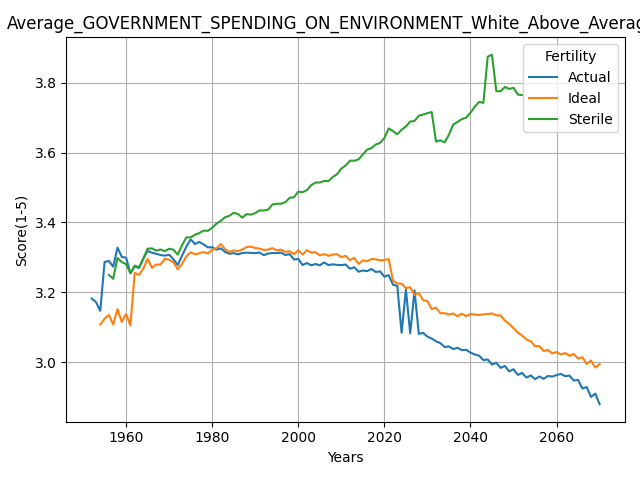 Average_GOVERNMENT_SPENDING_ON_ENVIRONMENT_White_Above_Averag
Fertility
Actual
Ideal
Sterile
Score(1-5)
3.8
3.6
3.4
3.2
3.0
1960 1980 2000 2020 2040 2060
Years